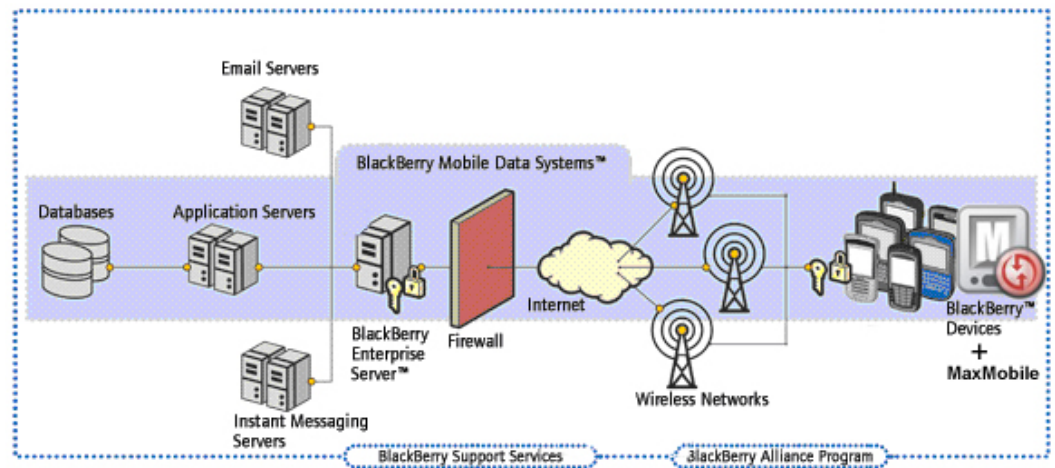 Email Servers
BlackBerry Mobile Data Systems™
Databases
Application Servers
M
Internet
BlackBerry
Enterprise
Server™
Firewall
BlackBerry™
Devices
+
MaxMobile
Wireless Networks
Instant Messaging
Servers
BlackBerry Support Services
BlackBerry Alliance Program